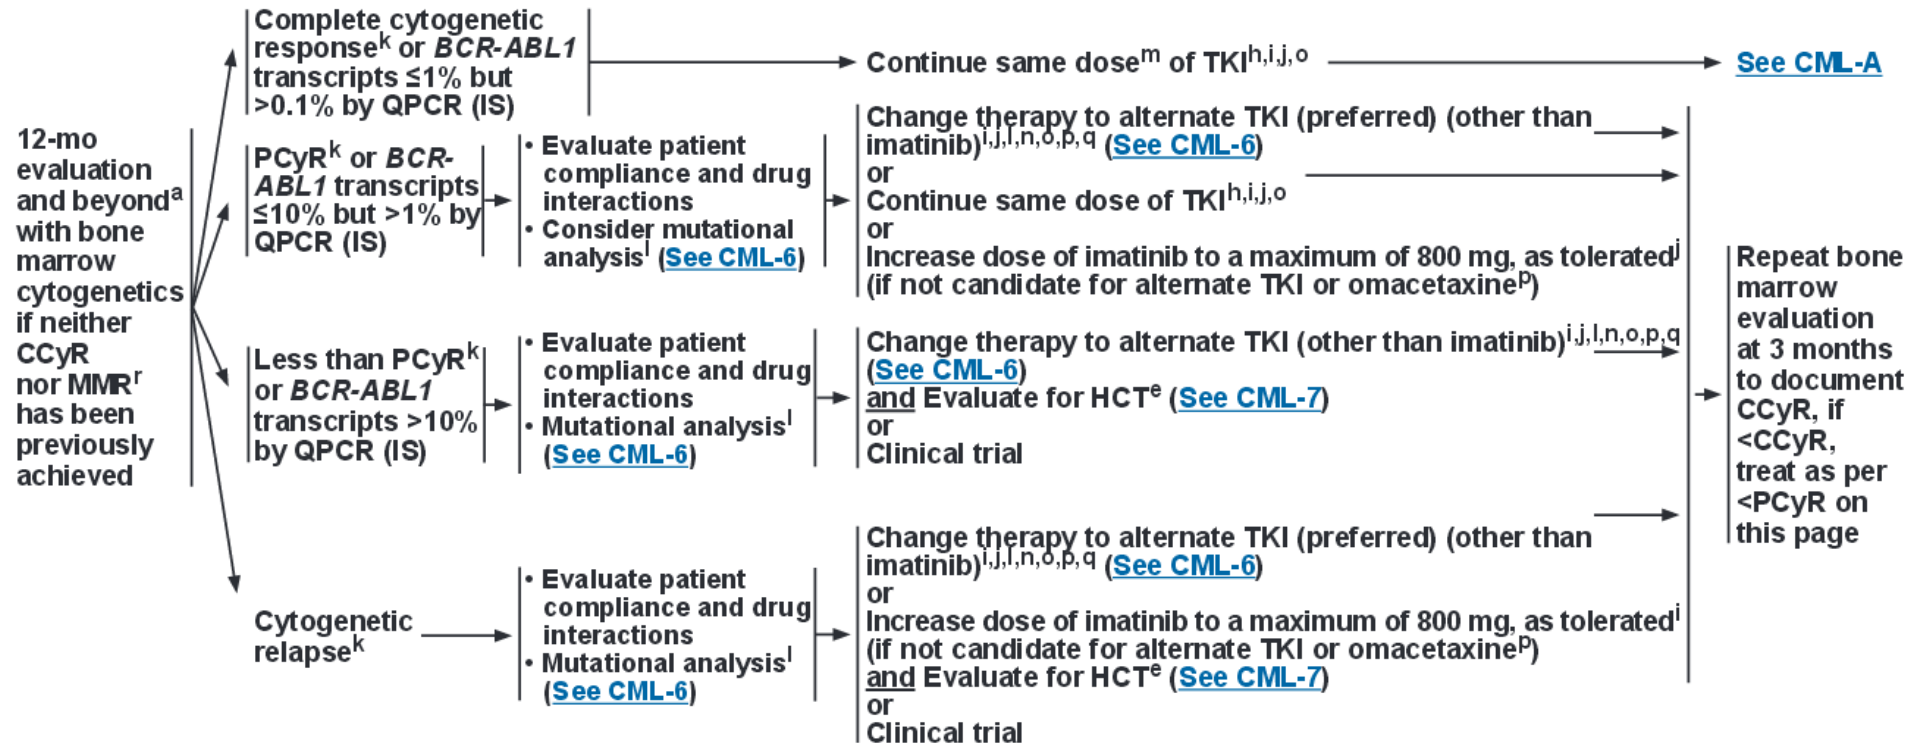 12-mo
evaluation
and beyondᵃ
with bone
marrow
cytogenetics
if neither
CCyR
nor MMRʳ
has been
previously
achieved
Complete cytogenetic
responseᵏ or BCR-ABL1
transcripts ≤1% but
>0.1% by QPCR (IS)
Continue same doseᵐ of TKIʰ,ⁱ,ʲ,ᵒ
See CML-A
PCyRᵏ or BCR-
ABL1 transcripts
≤10% but >1% by
QPCR (IS)
• Evaluate patient
compliance and drug
interactions
• Consider mutational
analysisˡ (See CML-6)
Change therapy to alternate TKI (preferred) (other than
imatinib)ⁱ,ʲ,ˡ,ⁿ,ᵒ,ᵖ,q (See CML-6)
or
Continue same dose of TKIʰ,ⁱ,ʲ,ᵒ
or
Increase dose of imatinib to a maximum of 800 mg, as toleratedʲ
(if not candidate for alternate TKI or omacetaxineᵖ)
Less than PCyRᵏ
or BCR-ABL1
transcripts >10%
by QPCR (IS)
• Evaluate patient
compliance and drug
interactions
• Mutational analysisˡ
(See CML-6)
Change therapy to alternate TKI (other than imatinib)ⁱ,ʲ,ˡ,ⁿ,ᵒ,ᵖ,q
(See CML-6)
and Evaluate for HCTᵉ (See CML-7)
or
Clinical trial
Cytogenetic
relapseᵏ
• Evaluate patient
compliance and drug
interactions
• Mutational analysisˡ
(See CML-6)
Change therapy to alternate TKI (preferred) (other than
imatinib)ⁱ,ʲ,ˡ,ⁿ,ᵒ,ᵖ,q (See CML-6)
or
Increase dose of imatinib to a maximum of 800 mg, as toleratedⁱ
(if not candidate for alternate TKI or omacetaxineᵖ)
and Evaluate for HCTᵉ (See CML-7)
or
Clinical trial
Repeat bone
marrow
evaluation
at 3 months
to document
CCyR, if
<CCyR,
treat as per
<PCyR on
this page